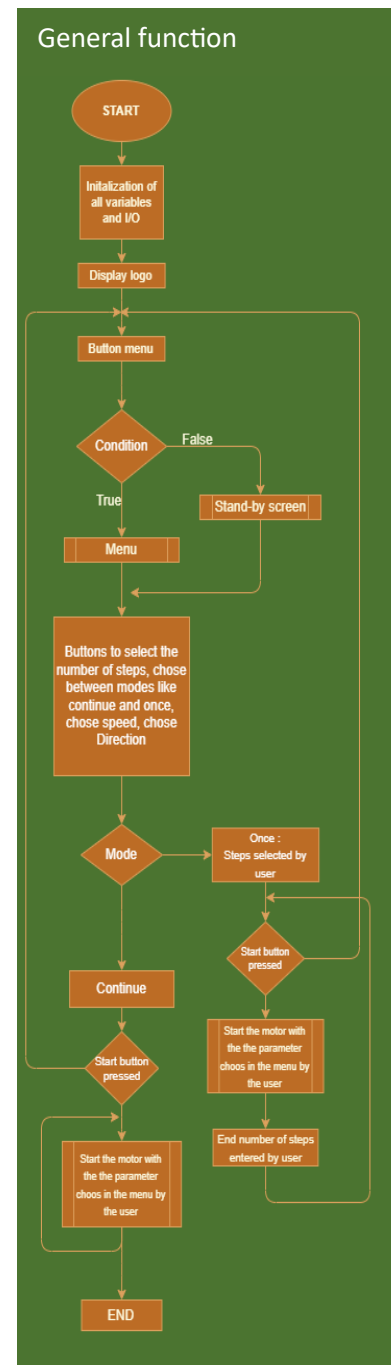 General function
START
Initalization of
all variables
and I/O
Display logo
Button menu
Condition
False
True
Stand-by screen
Menu
Buttons to select the
number of steps, chose
between modes like
continue and once,
chose speed, chose
Direction
Mode
Once :
Steps selected by
user
Start button
pressed
Continue
Start the motor with
the the parameter
choos in the menu by
the user
Start button
pressed
End number of steps
entered by user
Start the motor with
the the parameter
choos in the menu by
the user
END